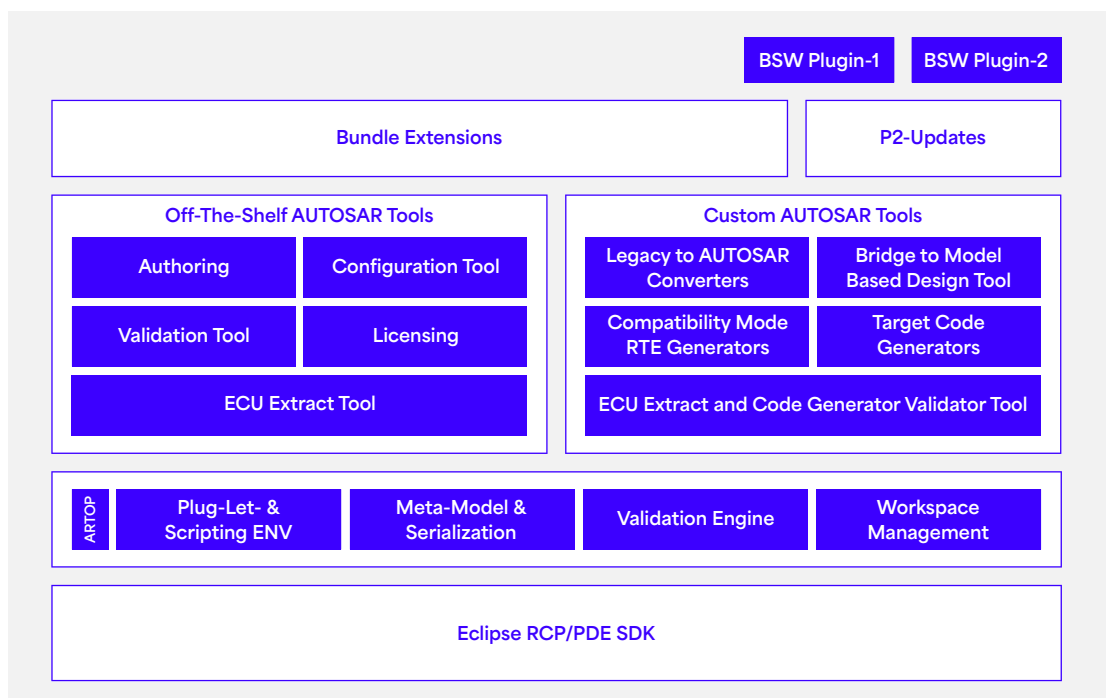 BSW Plugin-1
BSW Plugin-2
Bundle Extensions
P2-Updates
Off-The-Shelf AUTOSAR Tools
Authoring
Configuration Tool
Validation Tool
Licensing
ECU Extract Tool
Custom AUTOSAR Tools
Legacy to AUTOSAR
Converters
Bridge to Model
Based Design Tool
Compatibility Mode
RTE Generators
Target Code
Generators
ECU Extract and Code Generator Validator Tool
ARTOP
Plug-Let- &
Scripting ENV
Meta-Model &
Serialization
Validation Engine
Workspace
Management
Eclipse RCP/PDE SDK